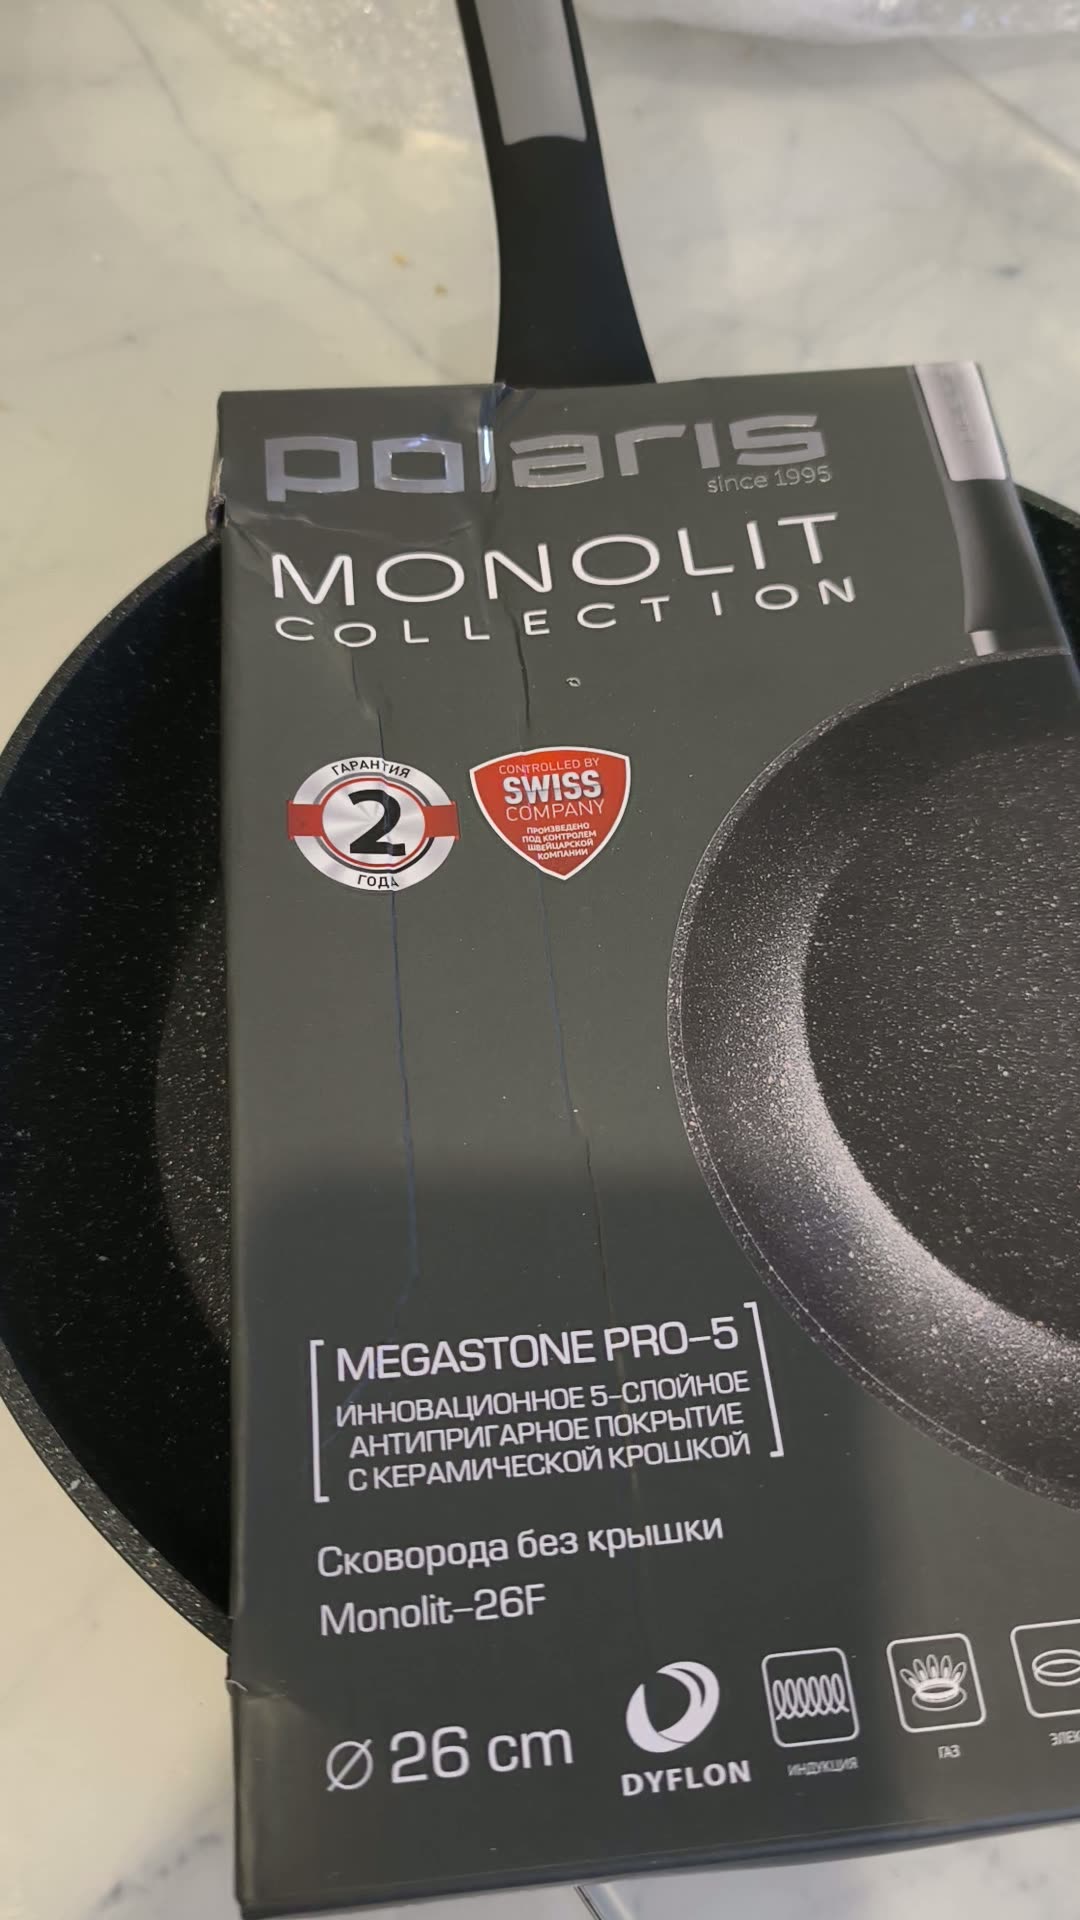 polaris
since 1995
MONOLIT
COLLECTION
ГАРАНТИЯ
2
ГОДА
CONTROLLED BY
SWISS
COMPANY
ПРОИЗВЕДЕНО
ПОД КОНТРОЛЕМ
ШВЕЙЦАРСКОЙ
КОМПАНИИ
MEGASTONE PRO-5
ИННОВАЦИОННОЕ 5-СЛОЙНОЕ
АНТИПРИГАРНОЕ ПОКРЫТИЕ
С КЕРАМИЧЕСКОЙ КРОШКОЙ
Сковорода без крышки
Monolit-26F
Ø 26 cm
DYFLON
ИНДУКЦИЯ
ГАЗ
ЭЛЕК